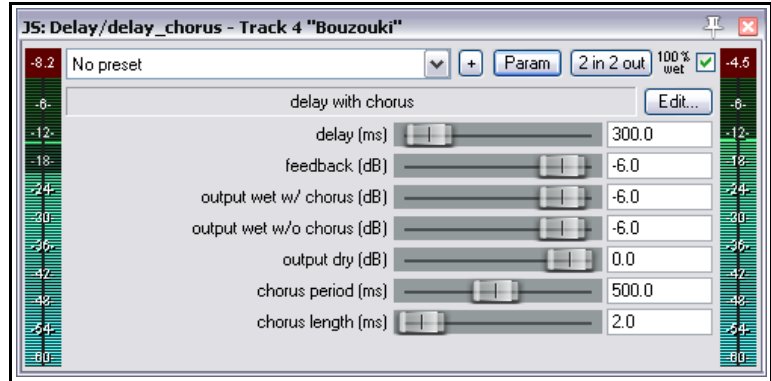 JS: Delay/delay_chorus - Track 4 "Bouzouki"
-8.2 No preset + Param 2 in 2 out 100% wet -4.5
delay with chorus Edit...
delay (ms) 300.0
feedback (dB) -6.0
output wet w/ chorus (dB) -6.0
output wet w/o chorus (dB) -6.0
output dry (dB) 0.0
chorus period (ms) 500.0
chorus length (ms) 2.0
-6- -6-
-12- -12-
-18- -18-
-24- -24-
-30- -30-
-36- -36-
-42- -42-
-48- -48-
-54- -54-
-60- -60-